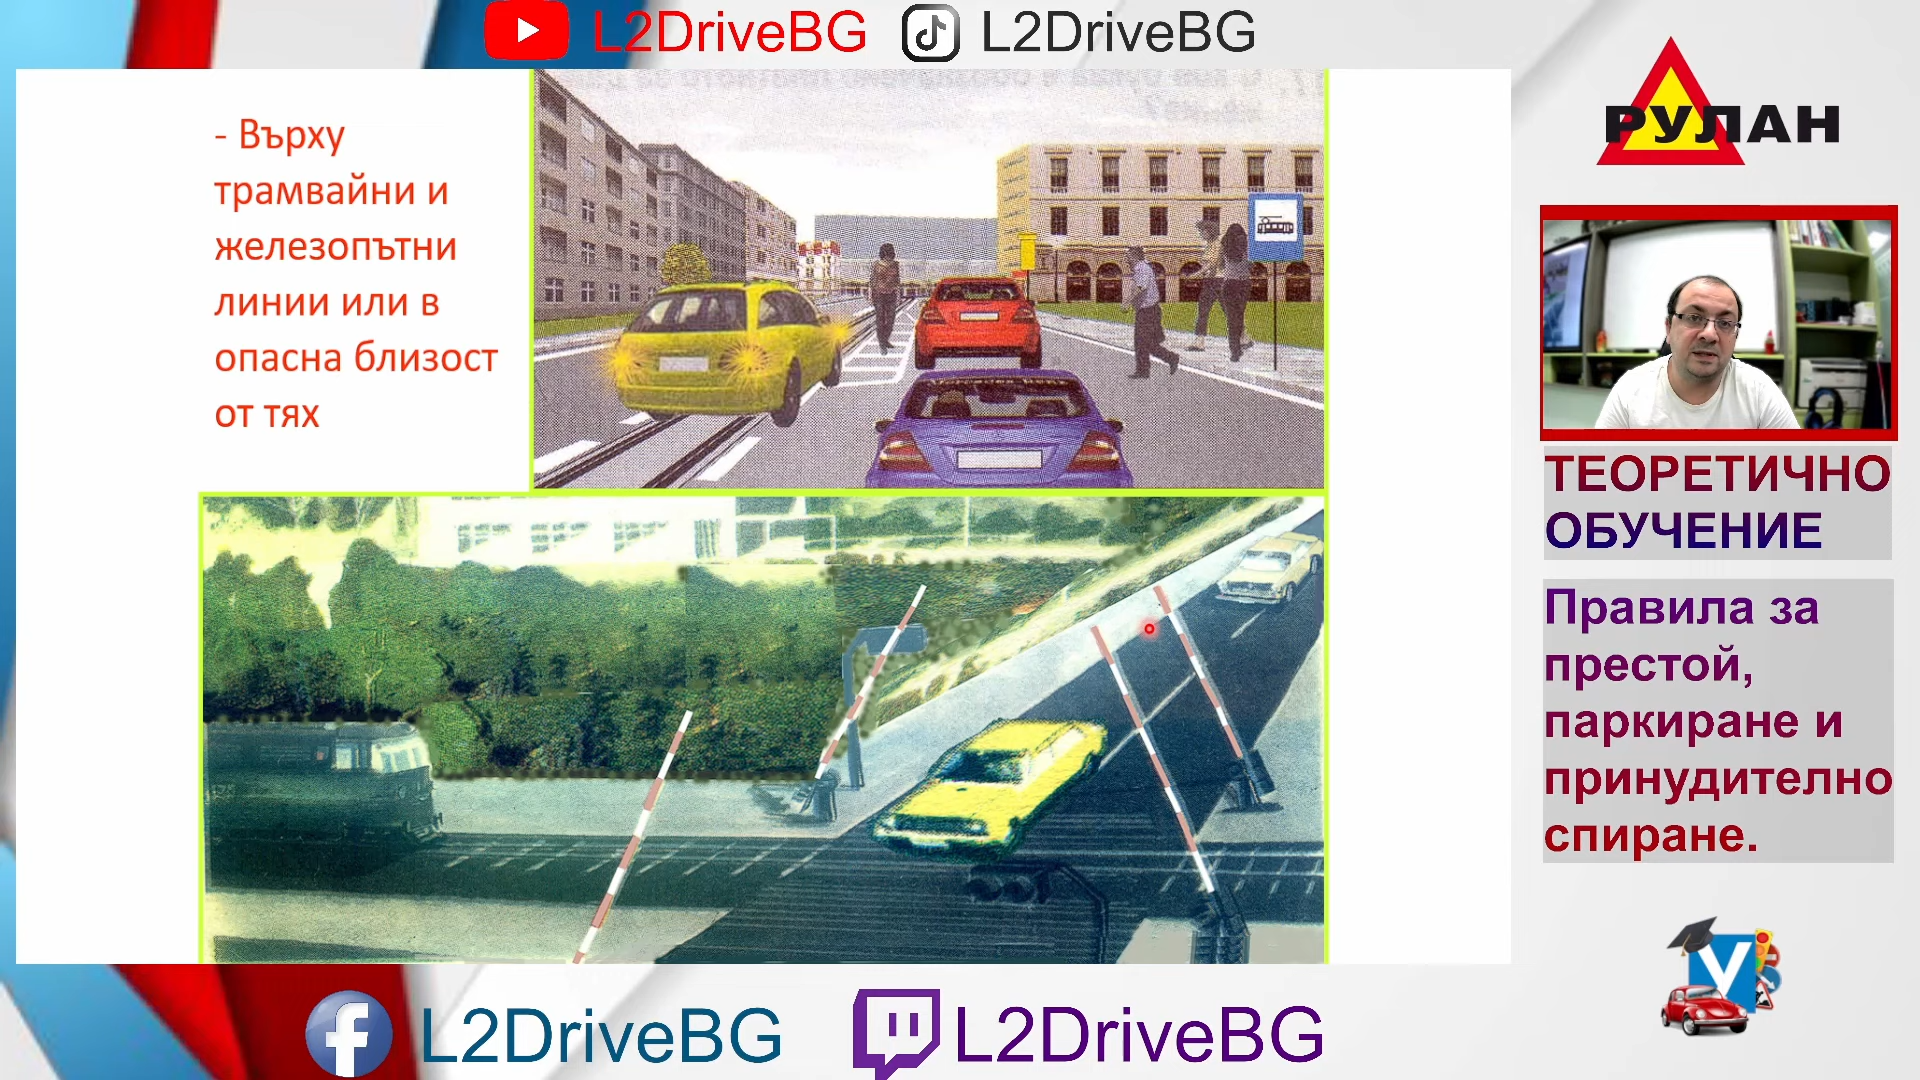 L2DriveBG L2DriveBG
- Върху
трамвайни и
железопътни
линии или в
опасна близост
от тях
РУЛАН
ТЕОРЕТИЧНО
ОБУЧЕНИЕ
Правила за
престой,
паркиране и
принудително
спиране.
L2DriveBG L2DriveBG